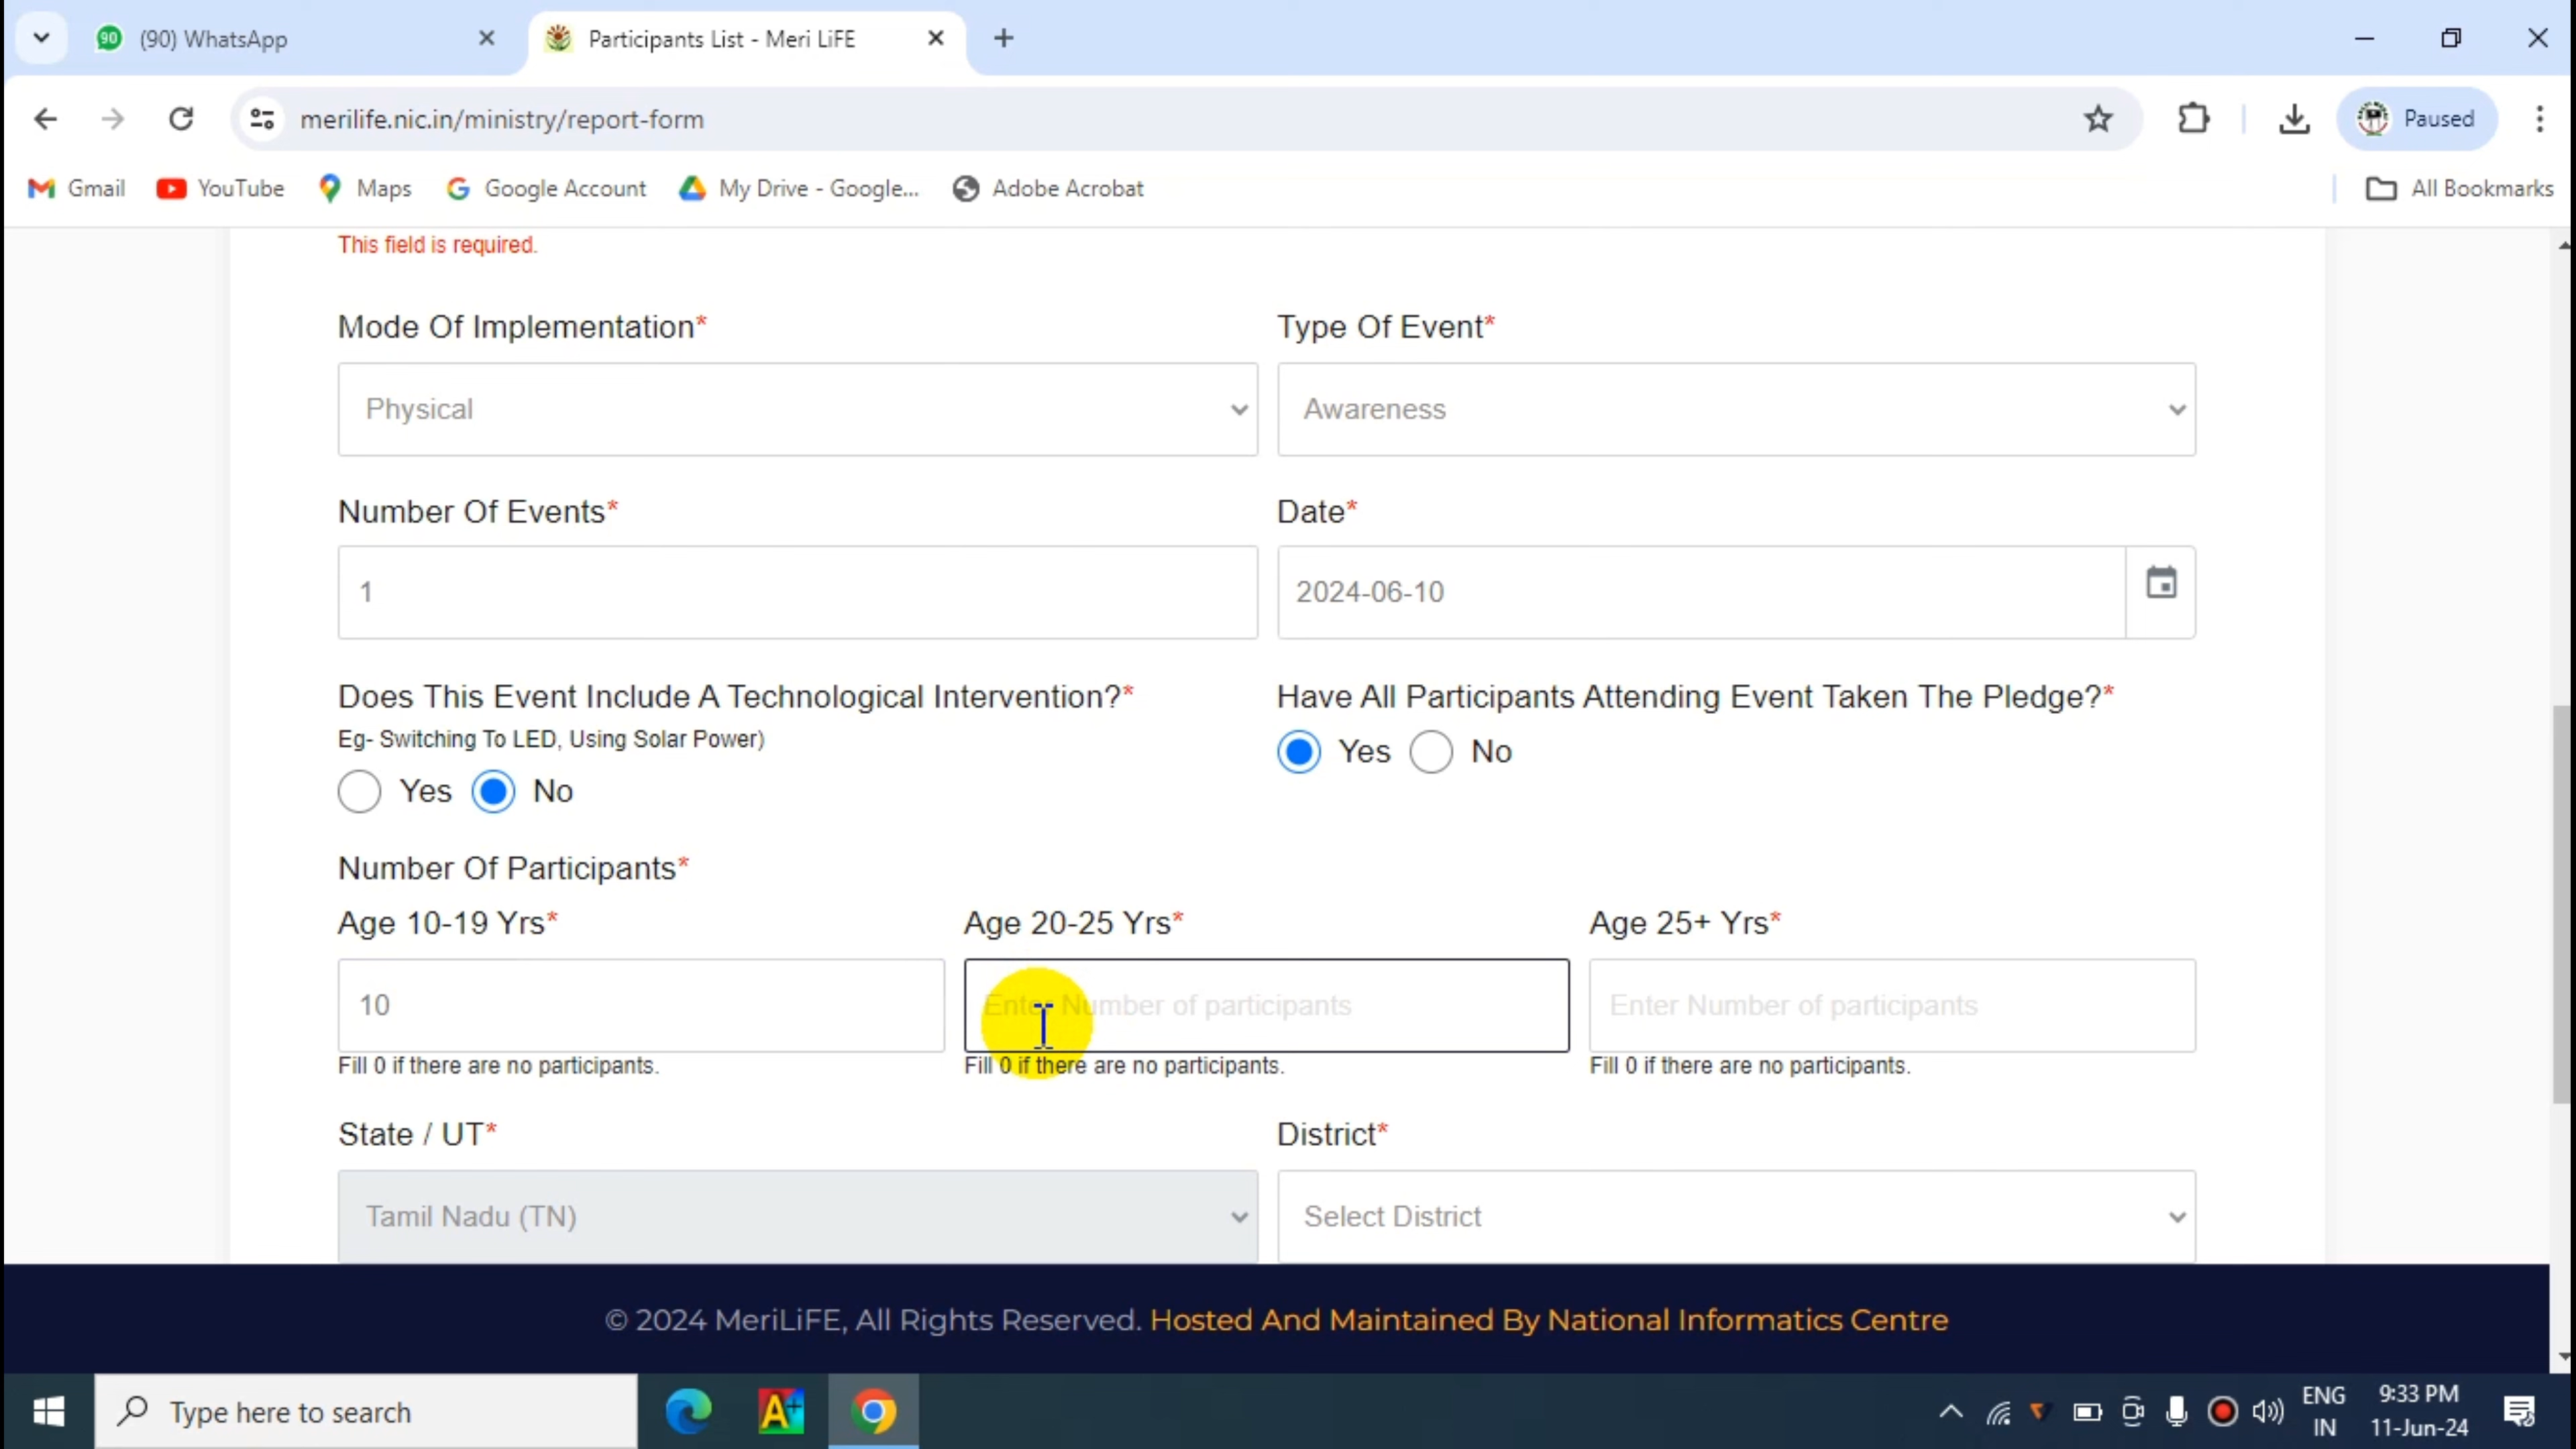 90 (90) WhatsApp
Participants List - Meri LiFE
merilife.nic.in/ministry/report-form
Paused
Gmail YouTube Maps Google Account My Drive - Google... Adobe Acrobat All Bookmarks
This field is required.
Mode Of Implementation* Type Of Event*
Physical Awareness
Number Of Events* Date*
1 2024-06-10
Does This Event Include A Technological Intervention?* Have All Participants Attending Event Taken The Pledge?*
Eg- Switching To LED, Using Solar Power)
Yes No
Yes No
Number Of Participants*
Age 10-19 Yrs* Age 20-25 Yrs* Age 25+ Yrs*
10 Enter Number of participants Enter Number of participants
Fill 0 if there are no participants. Fill 0 if there are no participants. Fill 0 if there are no participants.
State / UT* District*
Tamil Nadu (TN) Select District
© 2024 MeriLiFE, All Rights Reserved. Hosted And Maintained By National Informatics Centre
Type here to search
A+
ENG 9:33 PM
IN 11-Jun-24